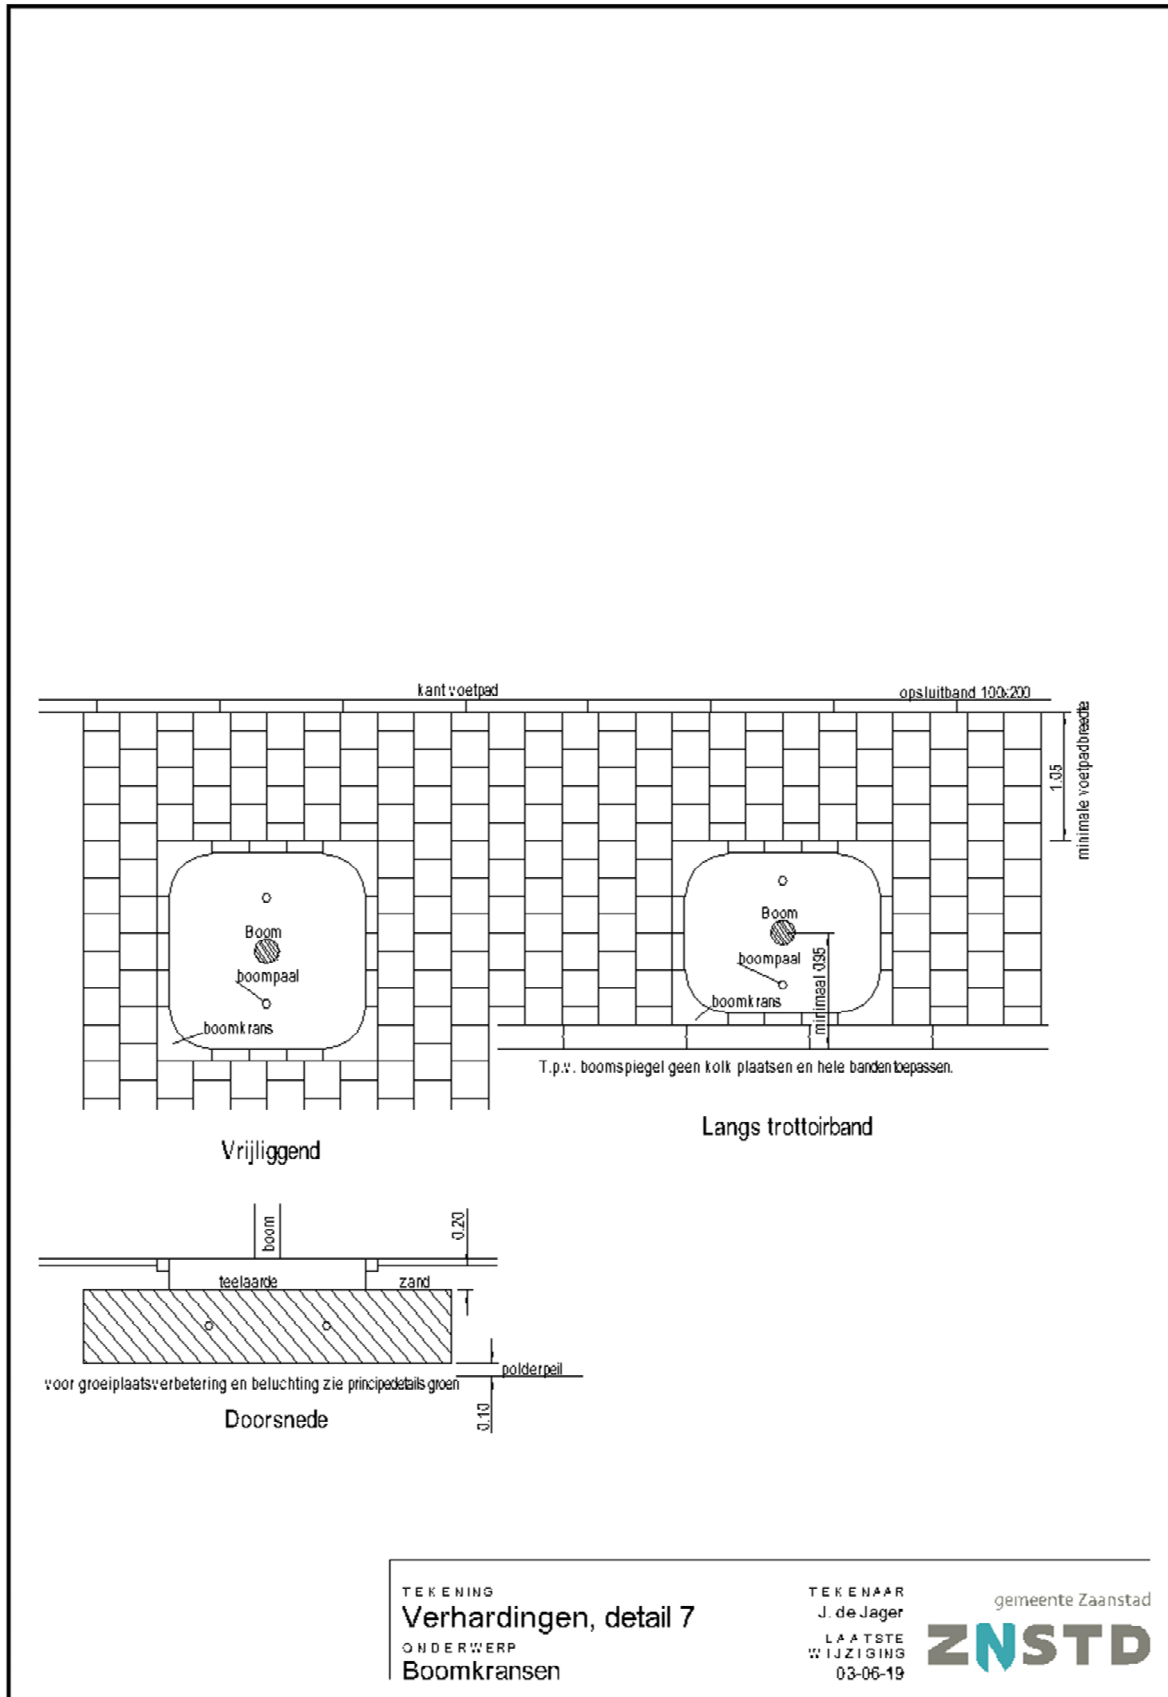 kant voetpad
opsluitband 100x200
1.05
minimale voetpadbreedte
Boom
boompaal
boomkrans
Boom
boompaal
boomkrans
minimaal 0.95
T.p.v. boomspiegel geen kolk plaatsen en hele banden toepassen.
Vrijliggend
Langs trottoirband
boom
0.20
teelaarde
zand
polderpeil
voor groeiplaatsverbetering en beluchting zie principedetails groen
0.10
Doorsnede
TEKENING
Verhardingen, detail 7
ONDERWERP
Boomkransen
TEKENAAR
J. de Jager
LAATSTE
WIJZIGING
03-06-19
gemeente Zaanstad
ZNSTD